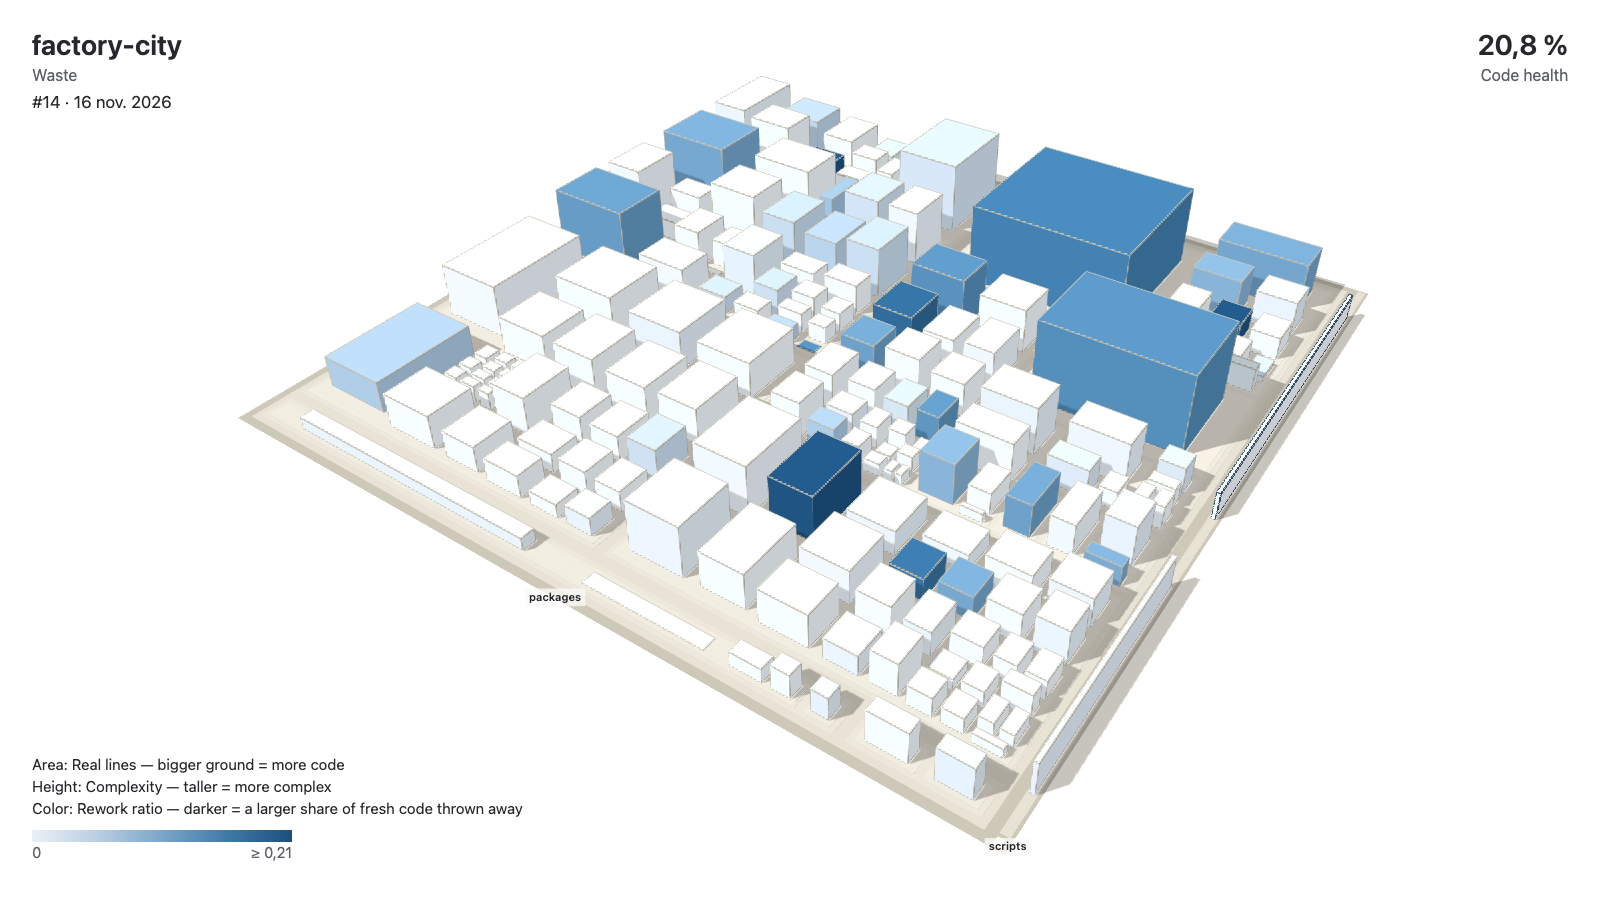 factory-city
Waste
#14 · 16 nov. 2026
20,8 %
Code health
packages
scripts
Area: Real lines — bigger ground = more code
Height: Complexity — taller = more complex
Color: Rework ratio — darker = a larger share of fresh code thrown away
0
≥ 0,21